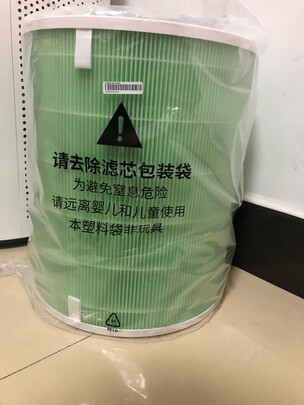 请去除滤芯包装袋
为避免窒息危险
请远离婴儿和儿童使用
本塑料袋非玩具